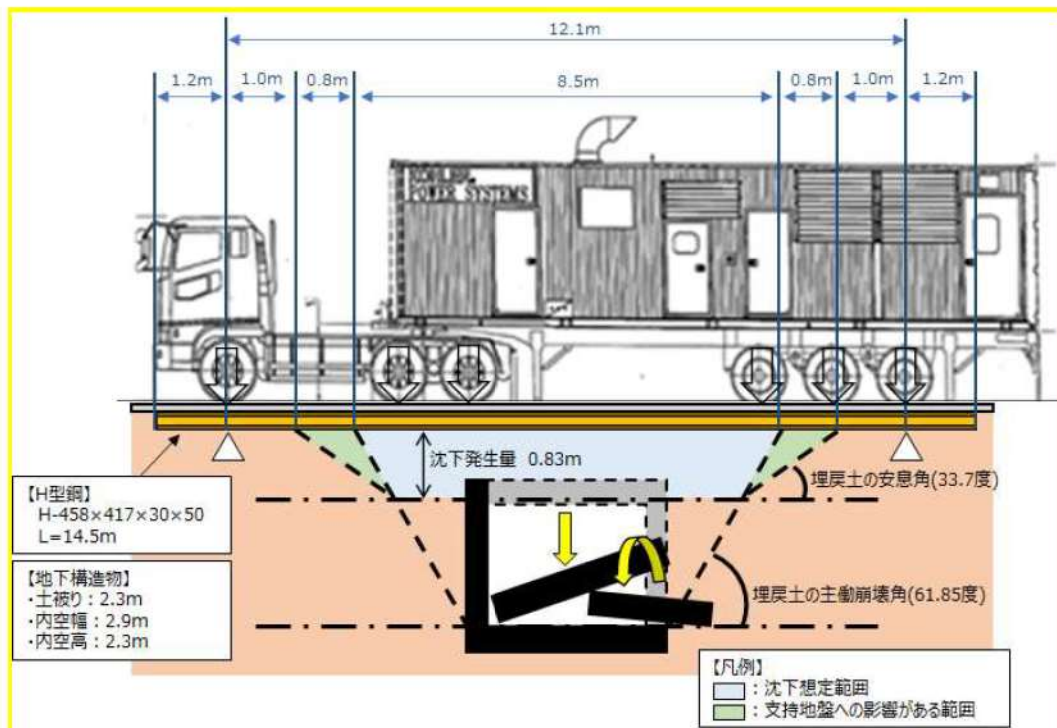 12.1m
1.2m
1.0m
0.8m
8.5m
0.8m
1.0m
1.2m
POWER SYSTEMS
沈下発生量 0.83m
埋戻土の安息角(33.7度)
埋戻土の主働崩壊角(61.85度)
【H型鋼】
H-458×417×30×50
L=14.5m
【地下構造物】
・土被り：2.3m
・内空幅：2.9m
・内空高：2.3m
【凡例】
：沈下想定範囲
：支持地盤への影響がある範囲